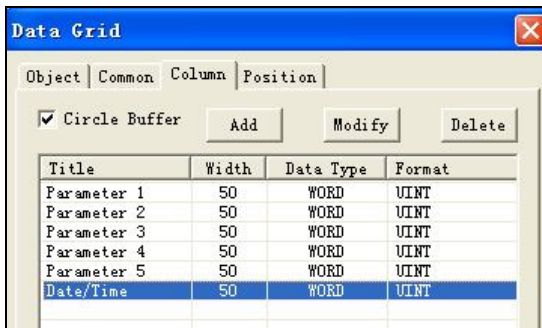 Data Grid
Object Common Column Position
Circle Buffer Add Modify Delete
Title Width Data Type Format
Parameter 1 50 WORD UINT
Parameter 2 50 WORD UINT
Parameter 3 50 WORD UINT
Parameter 4 50 WORD UINT
Parameter 5 50 WORD UINT
Date/Time 50 WORD UINT